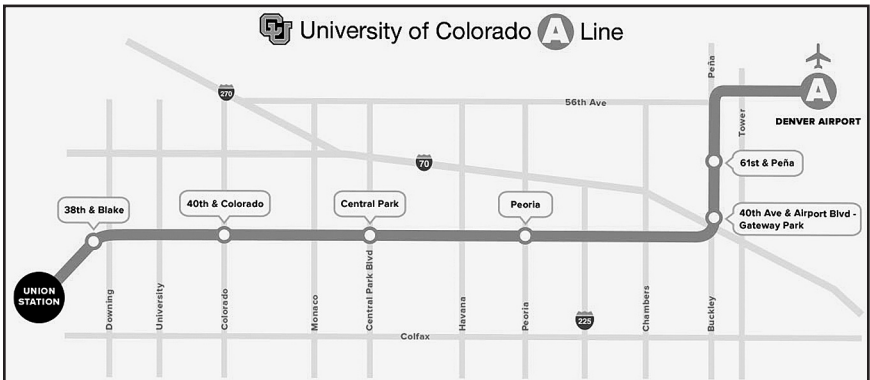 CU University of Colorado A Line
270
56th Ave
Peña
Tower
A
DENVER AIRPORT
70
61st & Peña
38th & Blake
40th & Colorado
Central Park
Peoria
40th Ave & Airport Blvd -
Gateway Park
UNION
STATION
Downing
University
Colorado
Monaco
Central Park Blvd
Havana
Peoria
225
Chambers
Buckley
Colfax